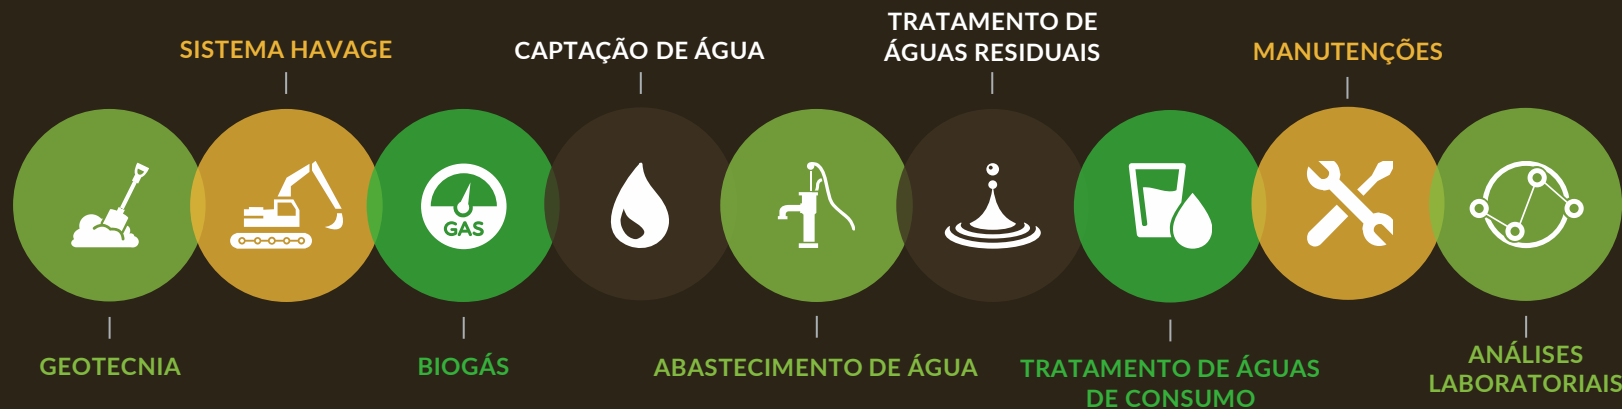 SISTEMA HAVAGE
CAPTAÇÃO DE ÁGUA
TRATAMENTO DE
ÁGUAS RESIDUAIS
MANUTENÇÕES
GAS
GEOTECNIA
BIOGÁS
ABASTECIMENTO DE ÁGUA
TRATAMENTO DE ÁGUAS
DE CONSUMO
ANÁLISES
LABORATORIAIS